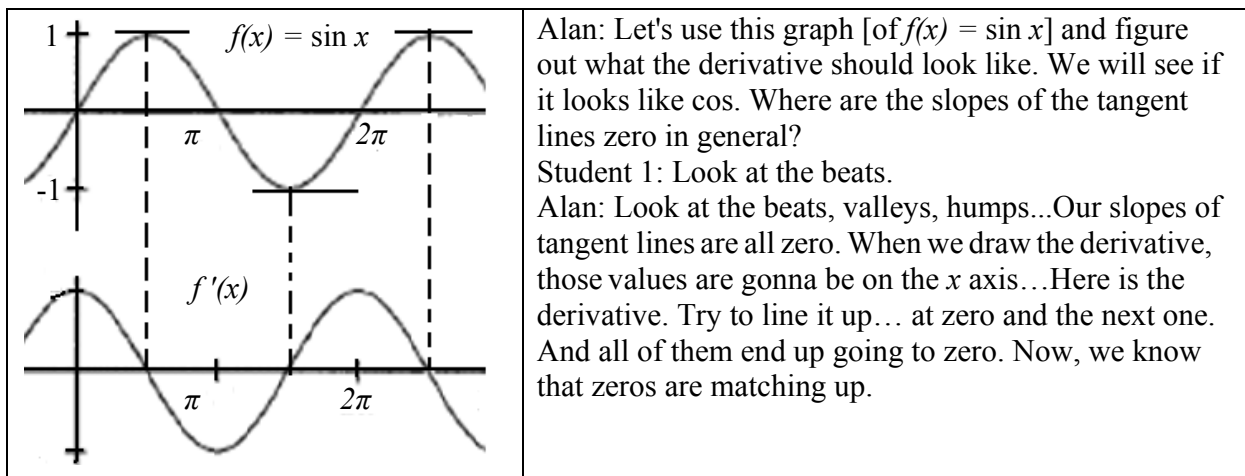 1
f(x) = sin x
π
2π
-1
f '(x)
π
2π
Alan: Let's use this graph [of f(x) = sin x] and figure
out what the derivative should look like. We will see if
it looks like cos. Where are the slopes of the tangent
lines zero in general?
Student 1: Look at the beats.
Alan: Look at the beats, valleys, humps...Our slopes of
tangent lines are all zero. When we draw the derivative,
those values are gonna be on the x axis…Here is the
derivative. Try to line it up… at zero and the next one.
And all of them end up going to zero. Now, we know
that zeros are matching up.